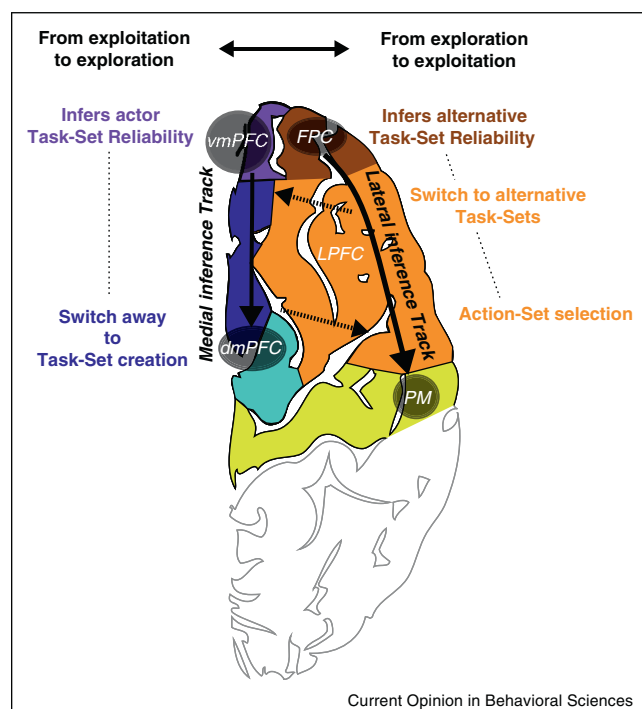 From exploitation
to exploration
From exploration
to exploitation
Infers actor
Task-Set Reliability
vmPFC
FPC
Infers alternative
Task-Set Reliability
Medial inference Track
Lateral inference Track
Switch to alternative
Task-Sets
LPFC
Switch away
to
Task-Set creation
dmPFC
Action-Set selection
PM
Current Opinion in Behavioral Sciences